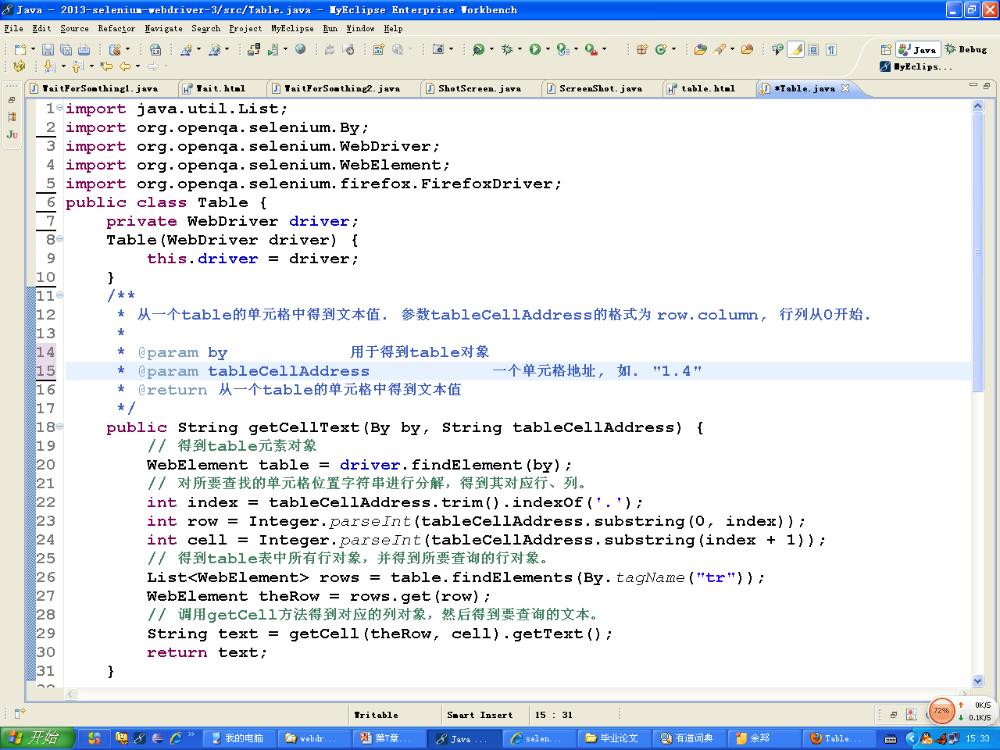 Java - 2013-selenium-webdriver-3/src/Table.java - MyEclipse Enterprise Workbench
File Edit Source Refactor Navigate Search Project MyEclipse Run Window Help
Java Debug
MyEclips...
WaitForSomthing1.java Wait.html WaitForSomthing2.java ShotScreen.java ScreenShot.java table.html *Table.java
1 import java.util.List;
2 import org.openqa.selenium.By;
3 import org.openqa.selenium.WebDriver;
4 import org.openqa.selenium.WebElement;
5 import org.openqa.selenium.firefox.FirefoxDriver;
6 public class Table {
7 private WebDriver driver;
8 Table(WebDriver driver) {
9 this.driver = driver;
10 }
11 /**
12 * 从一个table的单元格中得到文本值. 参数tableCellAddress的格式为 row.column, 行列从0开始.
13 *
14 * @param by 用于得到table对象
15 * @param tableCellAddress 一个单元格地址, 如. "1.4"
16 * @return 从一个table的单元格中得到文本值
17 */
18 public String getCellText(By by, String tableCellAddress) {
19 // 得到table元素对象
20 WebElement table = driver.findElement(by);
21 // 对所要查找的单元格位置字符串进行分解，得到其对应行、列。
22 int index = tableCellAddress.trim().indexOf('.');
23 int row = Integer.parseInt(tableCellAddress.substring(0, index));
24 int cell = Integer.parseInt(tableCellAddress.substring(index + 1));
25 // 得到table表中所有行对象，并得到所要查询的行对象。
26 List<WebElement> rows = table.findElements(By.tagName("tr"));
27 WebElement theRow = rows.get(row);
28 // 调用getCell方法得到对应的列对象，然后得到要查询的文本。
29 String text = getCell(theRow, cell).getText();
30 return text;
31 }
Writable Smart Insert 15 : 31
72% 0K/S
0.1K/S
开始 我的电脑 webdr... 第7章... Java ... selen... 毕业论文 有道词典 余邦 Table... 15:33